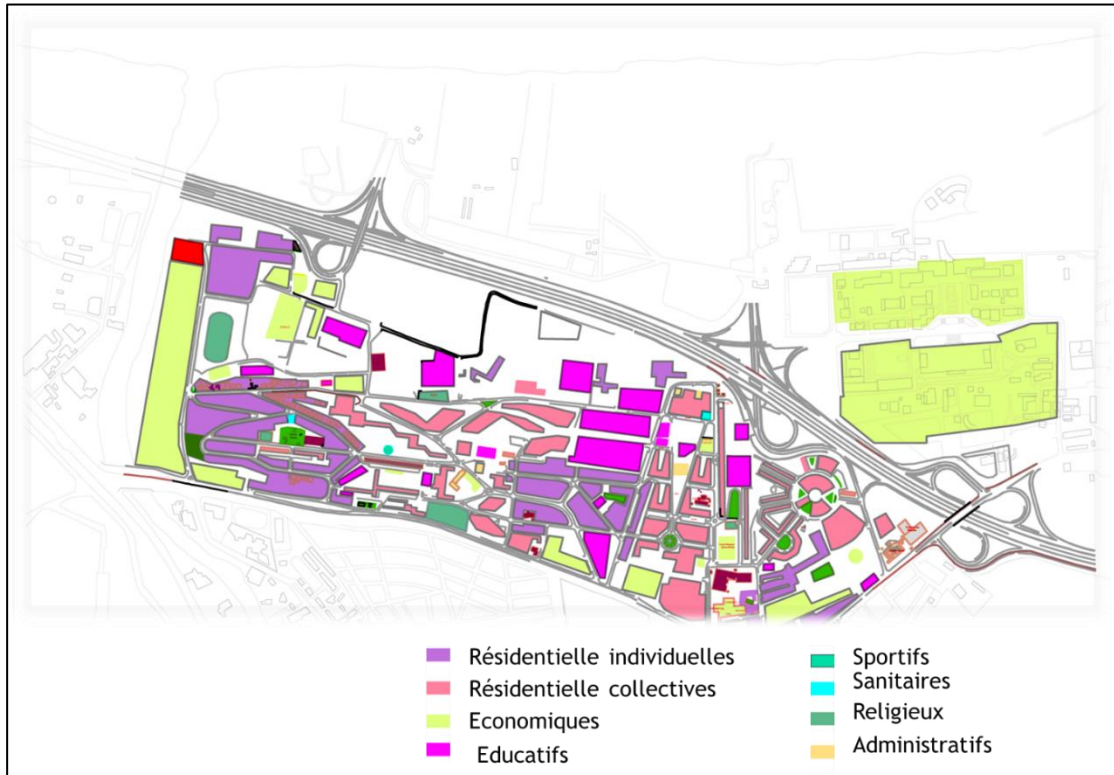 Résidentielle individuelles
Résidentielle collectives
Economiques
Educatifs
Sportifs
Sanitaires
Religieux
Administratifs